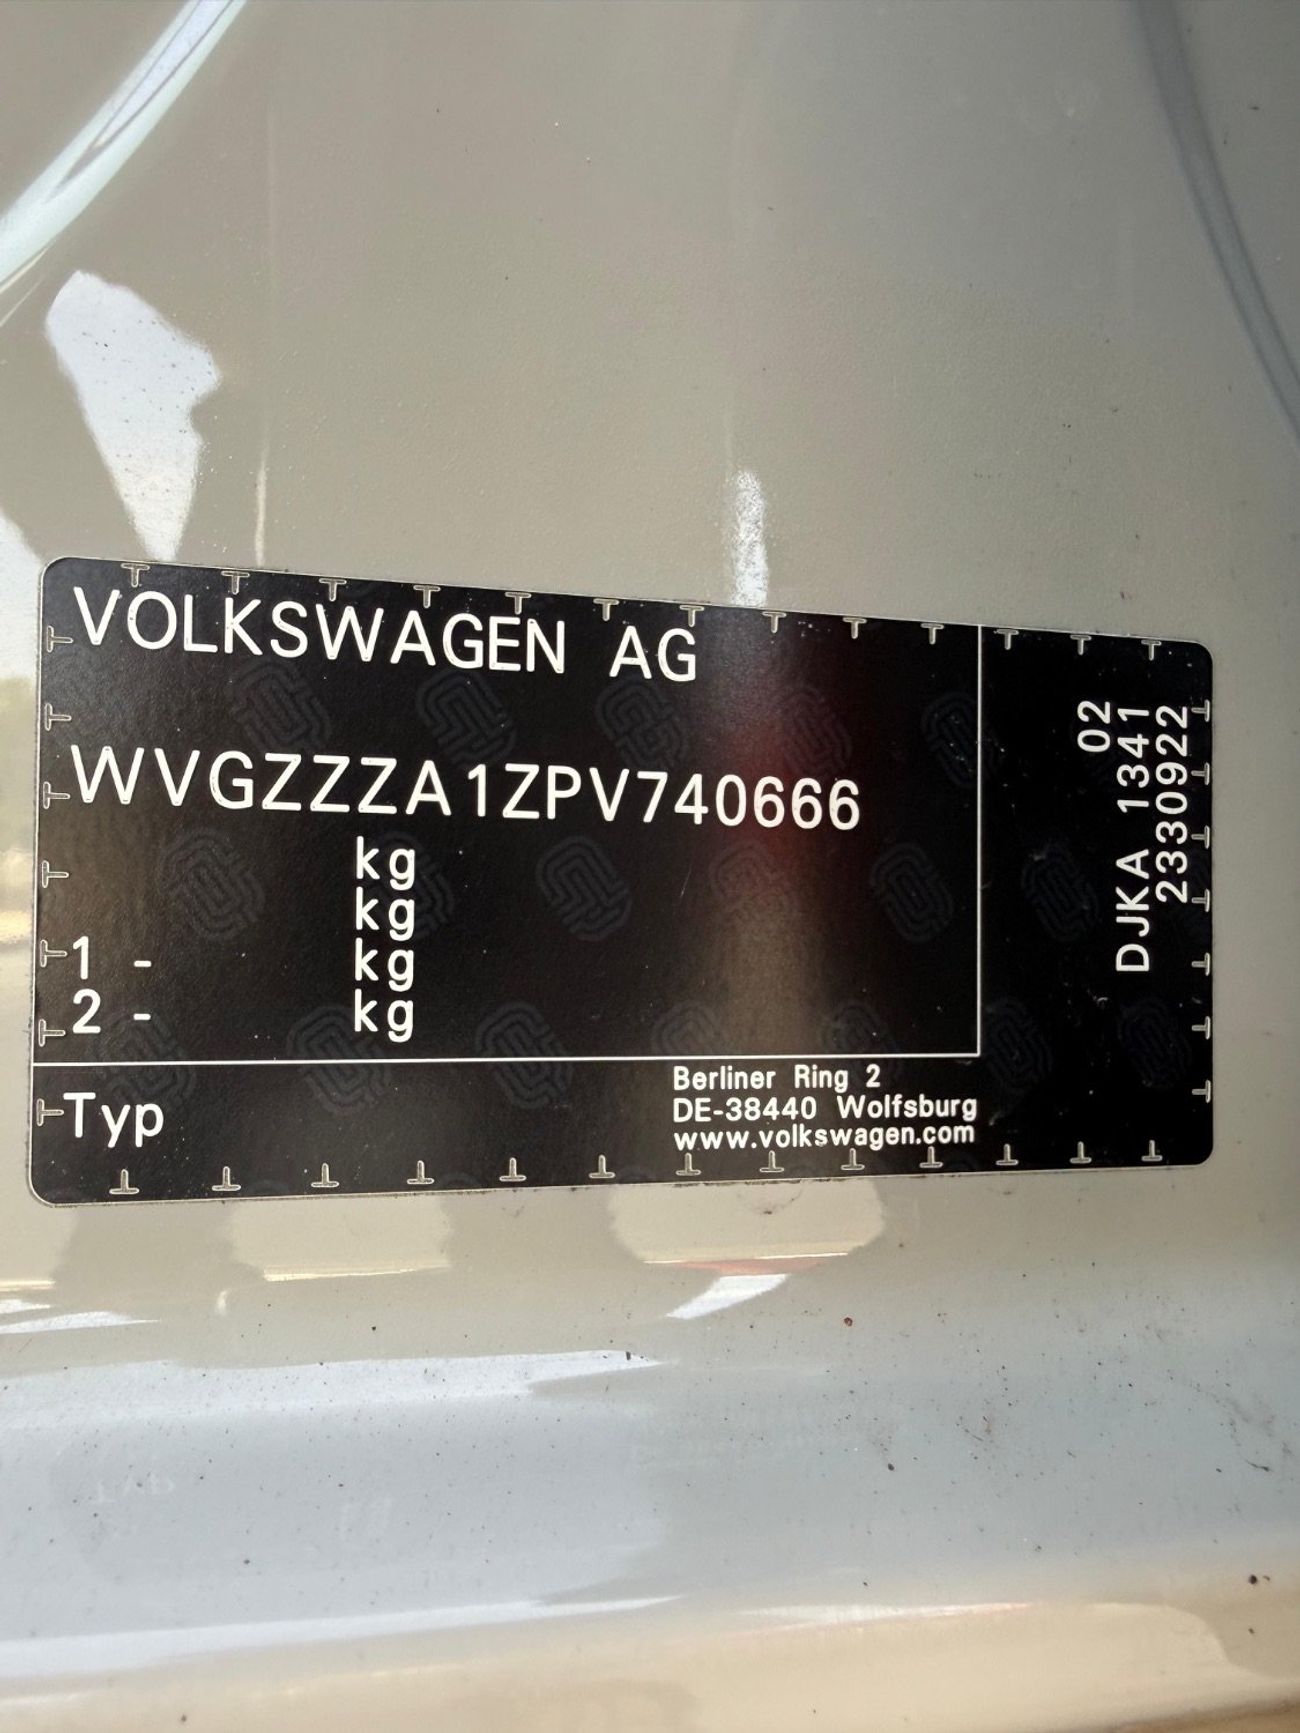 VOLKSWAGEN AG
WVGZZZA1ZPV740666
kg
kg
1 - kg
2 - kg
Typ
Berliner Ring 2
DE-38440 Wolfsburg
www.volkswagen.com
02
DJKA 1341
2330922